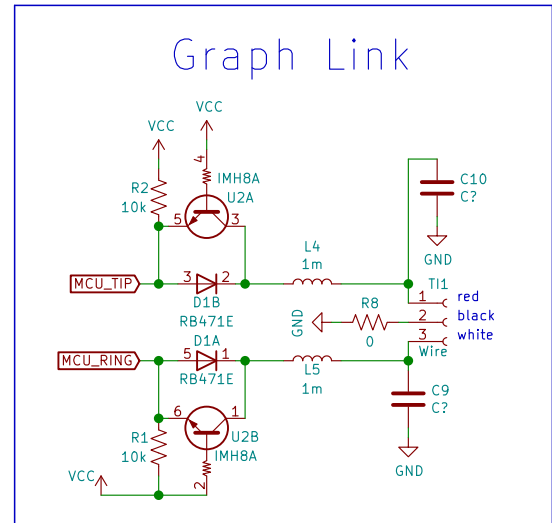 Graph Link
VCC
VCC
4
IMH8A
U2A
R2
10k
5
3
C10
C?
GND
L4
1m
MCU_TIP
3
2
D1B
RB471E
TI1
1
red
R8
2
black
GND
0
3
white
Wire
D1A
MCU_RING
5
1
RB471E
L5
1m
C9
C?
6
1
R1
10k
U2B
IMH8A
GND
VCC
2